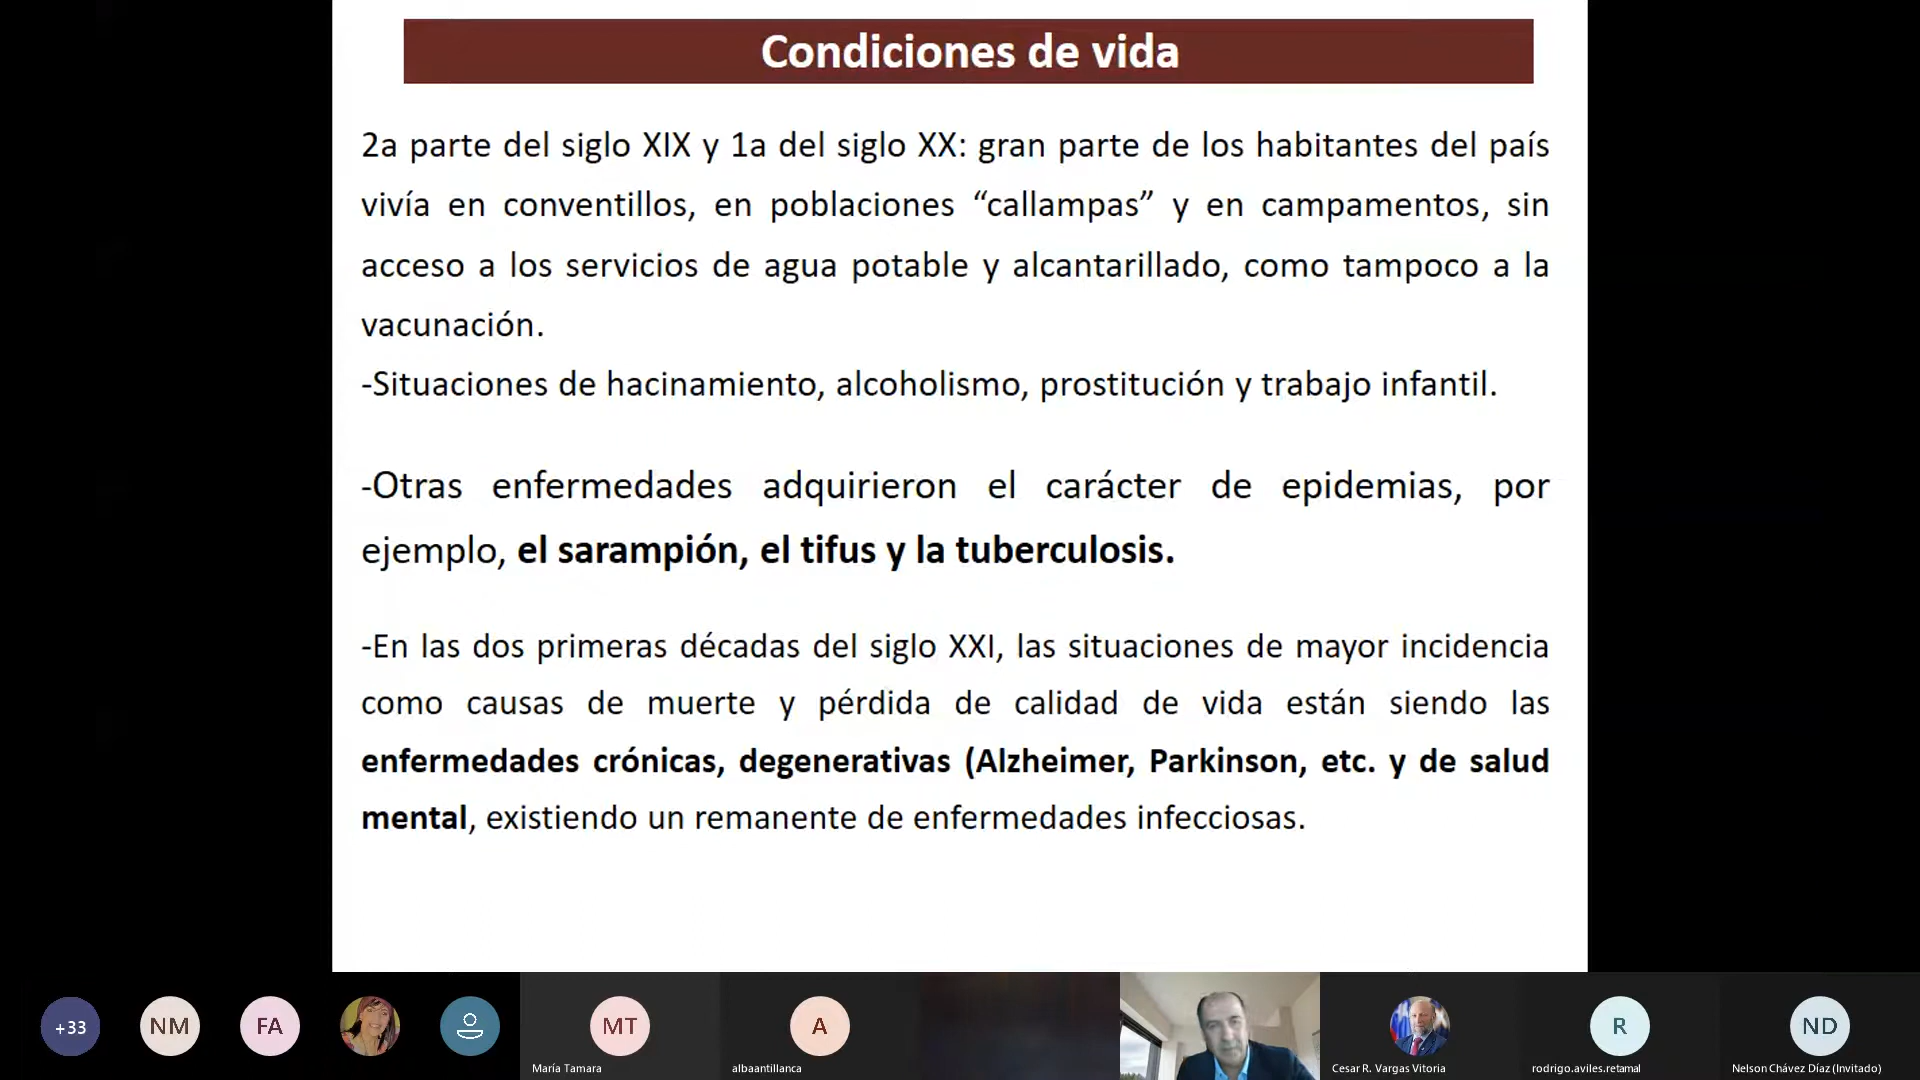 Condiciones de vida
2a parte del siglo XIX y 1a del siglo XX: gran parte de los habitantes del país
vivía en conventillos, en poblaciones “callampas” y en campamentos, sin
acceso a los servicios de agua potable y alcantarillado, como tampoco a la
vacunación.
-Situaciones de hacinamiento, alcoholismo, prostitución y trabajo infantil.
-Otras enfermedades adquirieron el carácter de epidemias, por
ejemplo, el sarampión, el tifus y la tuberculosis.
-En las dos primeras décadas del siglo XXI, las situaciones de mayor incidencia
como causas de muerte y pérdida de calidad de vida están siendo las
enfermedades crónicas, degenerativas (Alzheimer, Parkinson, etc. y de salud
mental, existiendo un remanente de enfermedades infecciosas.
+33 NM FA MT A R ND
María Tamara albaantillanca Cesar R. Vargas Vitoria rodrigo.aviles.retamal Nelson Chávez Díaz (Invitado)